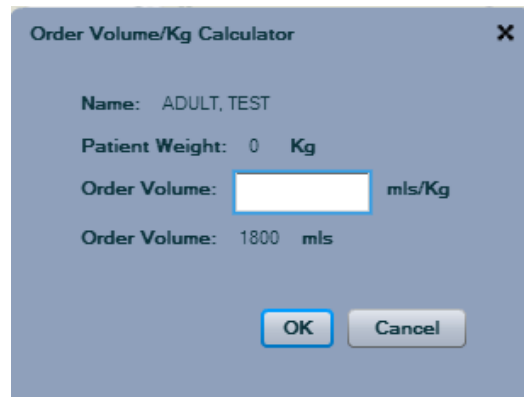 Order Volume/Kg Calculator
Name: ADULT, TEST
Patient Weight: 0 Kg
Order Volume: mls/Kg
Order Volume: 1800 mls
OK Cancel